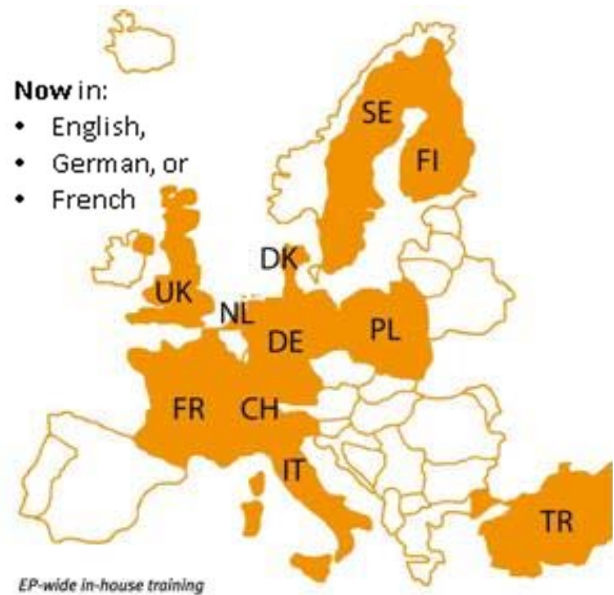 Now in:
• English,
• German, or
• French
SE
FI
DK
UK
NL
DE
PL
FR
CH
IT
TR
EP-wide in-house training